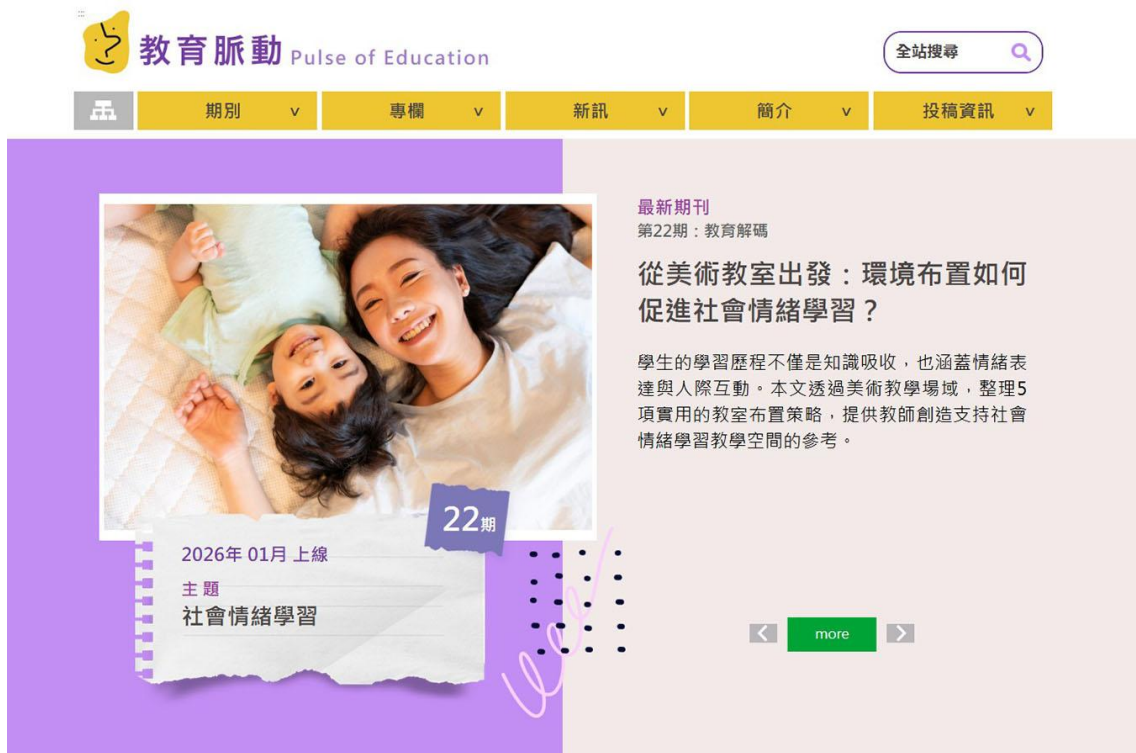 教育脈動 Pulse of Education
全站搜尋
期別 v 專欄 v 新訊 v 簡介 v 投稿資訊 v
最新期刊
第22期：教育解碼
從美術教室出發：環境布置如何
促進社會情緒學習？
學生的學習歷程不僅是知識吸收，也涵蓋情緒表
達與人際互動。本文透過美術教學場域，整理5
項實用的教室布置策略，提供教師創造支持社會
情緒學習教學空間的參考。
22期
2026年 01月 上線
主題
社會情緒學習
more